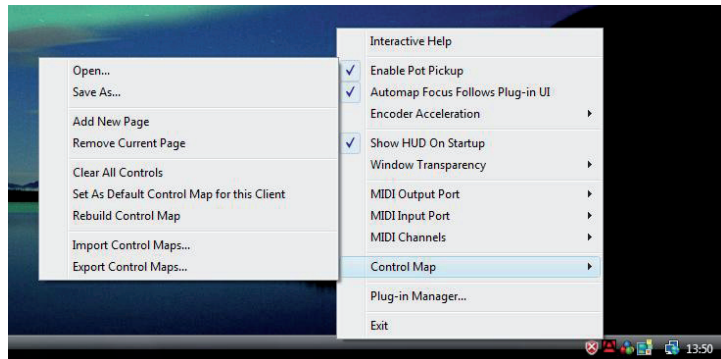 Interactive Help
Enable Pot Pickup
Automap Focus Follows Plug-in UI
Encoder Acceleration
Show HUD On Startup
Window Transparency
MIDI Output Port
MIDI Input Port
MIDI Channels
Control Map
Plug-in Manager...
Exit
Open...
Save As...
Add New Page
Remove Current Page
Clear All Controls
Set As Default Control Map for this Client
Rebuild Control Map
Import Control Maps...
Export Control Maps...
13:50